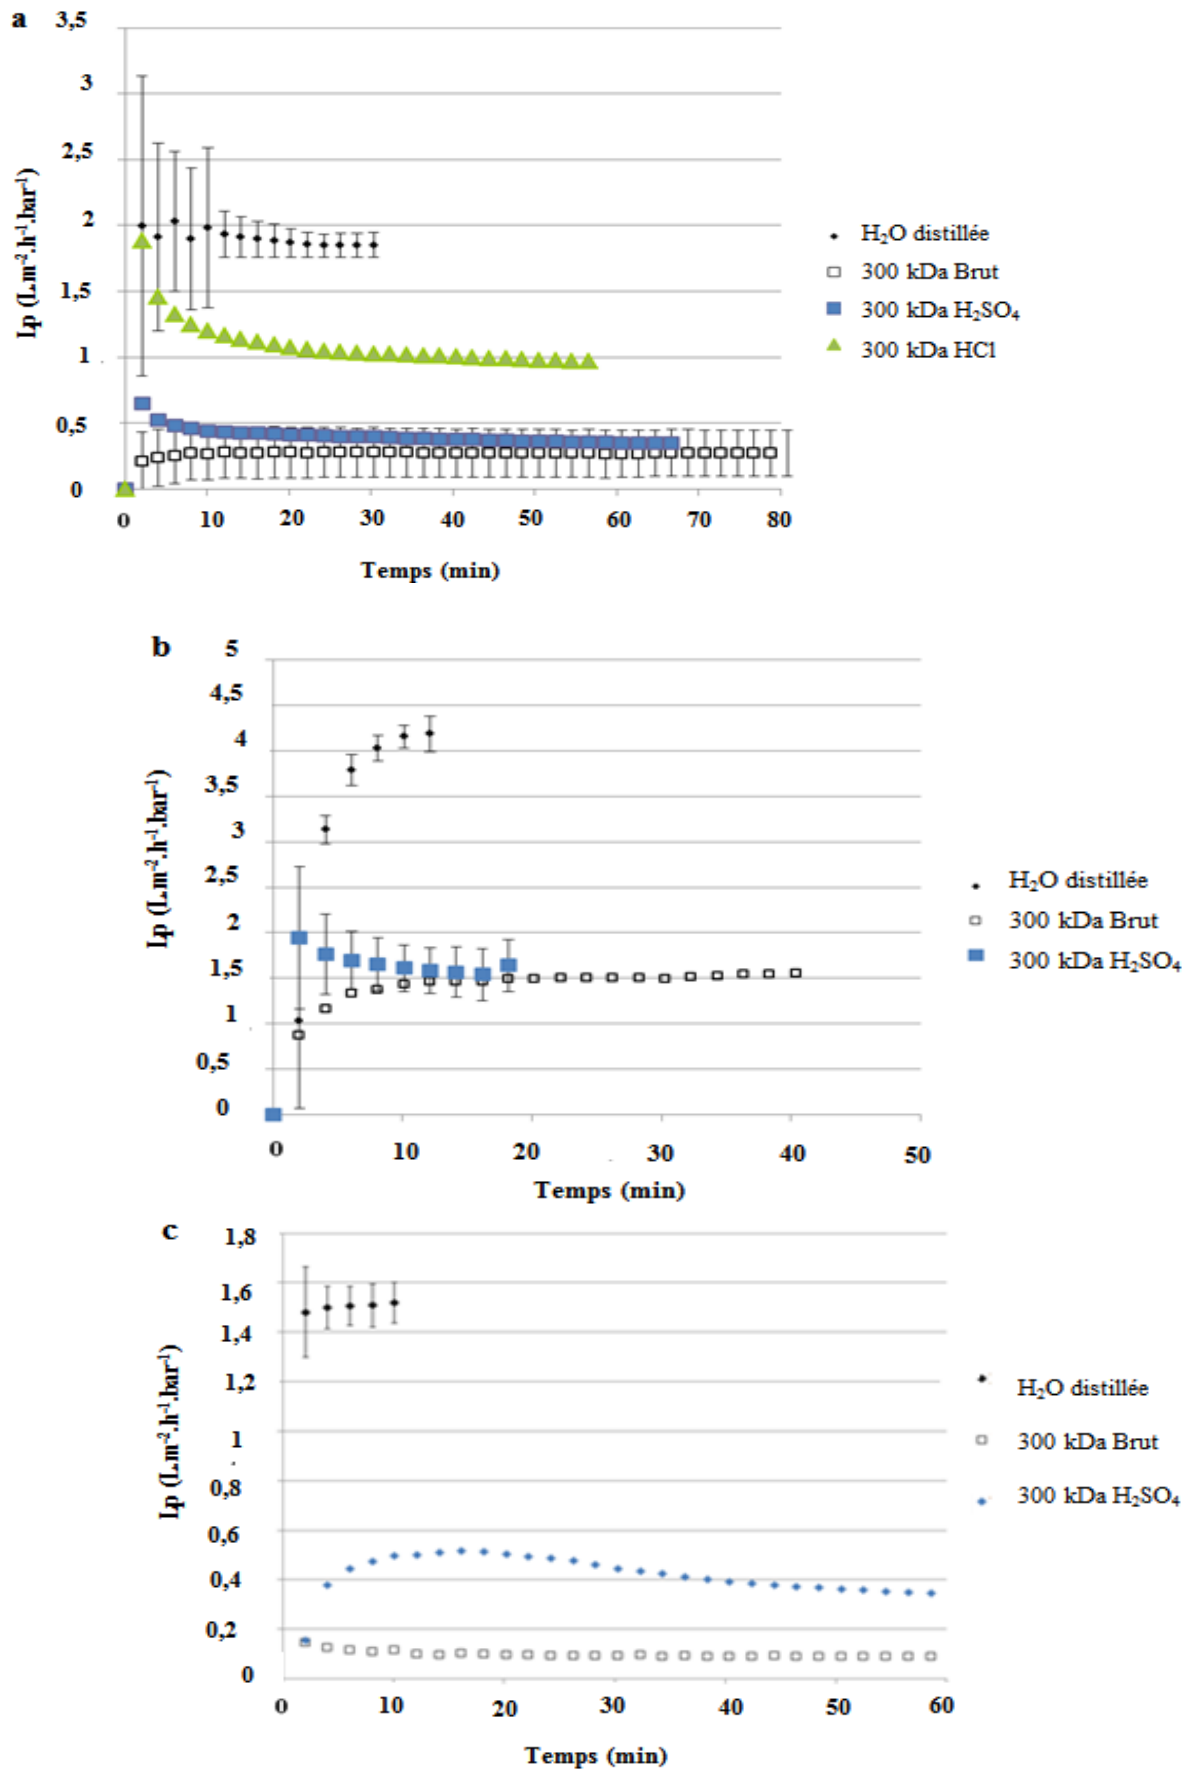 a
3,5
3
2,5
2
1,5
1
0,5
0
Lp (L.m⁻².h⁻¹.bar⁻¹)
0 10 20 30 40 50 60 70 80
Temps (min)
H₂O distillée
300 kDa Brut
300 kDa H₂SO₄
300 kDa HCl
b
5
4,5
4
3,5
3
2,5
2
1,5
1
0,5
0
Lp (L.m⁻².h⁻¹.bar⁻¹)
0 10 20 30 40 50
Temps (min)
H₂O distillée
300 kDa Brut
300 kDa H₂SO₄
c
1,8
1,6
1,4
1,2
1
0,8
0,6
0,4
0,2
0
Lp (L.m⁻².h⁻¹.bar⁻¹)
0 10 20 30 40 50 60
Temps (min)
H₂O distillée
300 kDa Brut
300 kDa H₂SO₄